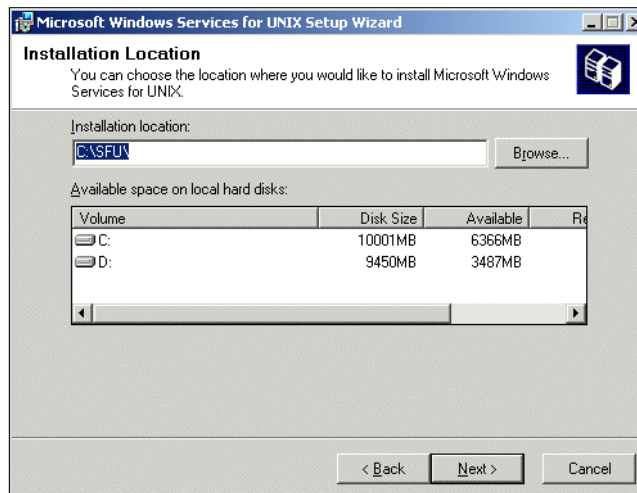 Microsoft Windows Services for UNIX Setup Wizard
Installation Location
You can choose the location where you would like to install Microsoft Windows
Services for UNIX.
Installation location:
C:\SFU\
Browse...
Available space on local hard disks:
Volume Disk Size Available Re
C: 10001MB 6366MB
D: 9450MB 3487MB
< Back Next > Cancel